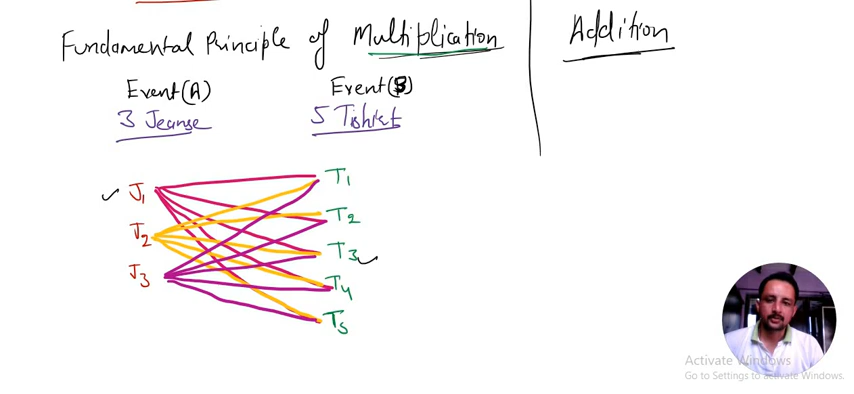 Fundamental Principle of Multiplication
Addition
Event(A)
Event(B)
3 Jeanse
5 Tshirt
J1
J2
J3
T1
T2
T3
T4
T5
Activate Windows
Go to Settings to activate Windows.